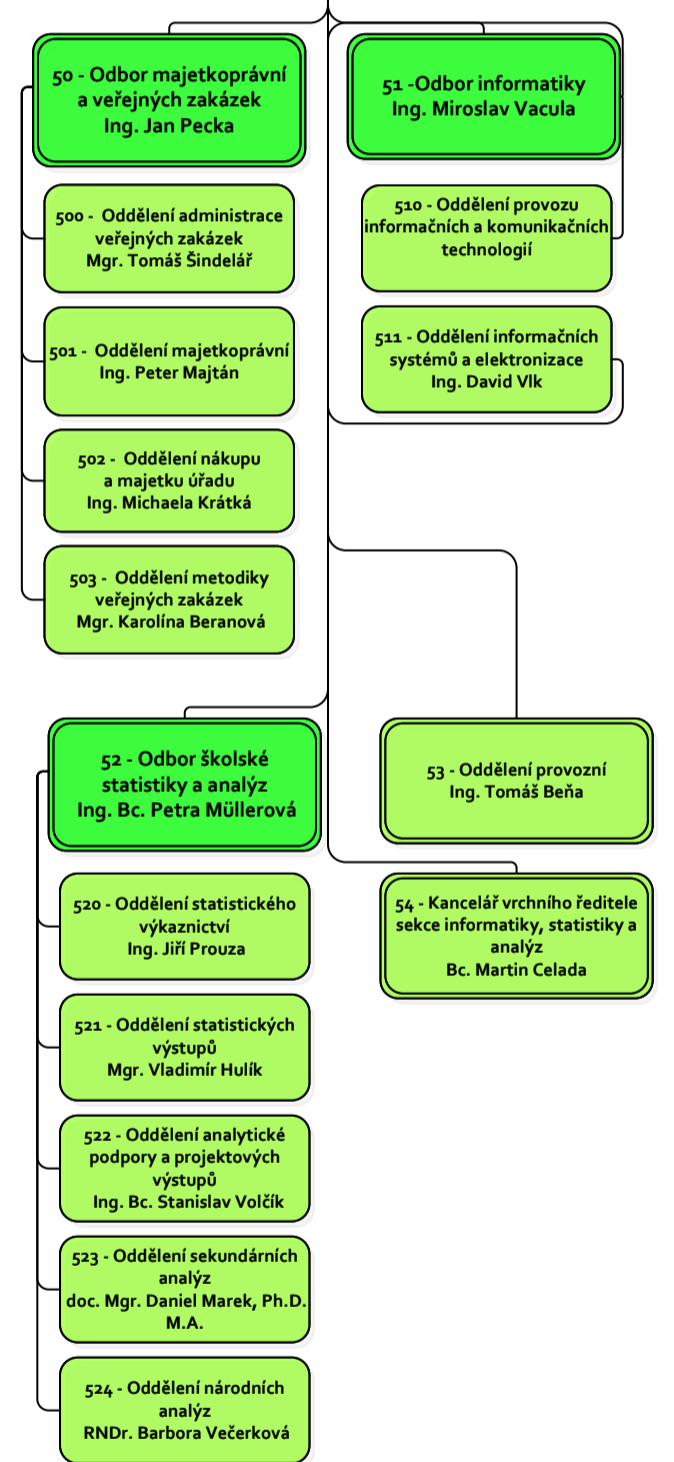 50 - Odbor majetkoprávní
a veřejných zakázek
Ing. Jan Pecka
51 -Odbor informatiky
Ing. Miroslav Vacula
500 -  Oddělení administrace
veřejných zakázek
Mgr. Tomáš Šindelář
510 - Oddělení provozu
informačních a komunikačních
technologií
501 -  Oddělení majetkoprávní
Ing. Peter Majtán
511 - Oddělení informačních
systémů a elektronizace
Ing. David Vlk
502 -  Oddělení nákupu
a majetku úřadu
Ing. Michaela Krátká
503 -  Oddělení metodiky
veřejných zakázek
Mgr. Karolína Beranová
52 - Odbor školské
statistiky a analýz
Ing. Bc. Petra Müllerová
53 - Oddělení provozní
Ing. Tomáš Beňa
520 - Oddělení statistického
výkaznictví
Ing. Jiří Prouza
54 - Kancelář vrchního ředitele
sekce informatiky, statistiky a
analýz
Bc. Martin Celada
521 - Oddělení statistických
výstupů
Mgr. Vladimír Hulík
522 - Oddělení analytické
podpory a projektových
výstupů
Ing. Bc. Stanislav Volčík
523 - Oddělení sekundárních
analýz
doc. Mgr. Daniel Marek, Ph.D.
M.A.
524 - Oddělení národních
analýz
RNDr. Barbora Večerková